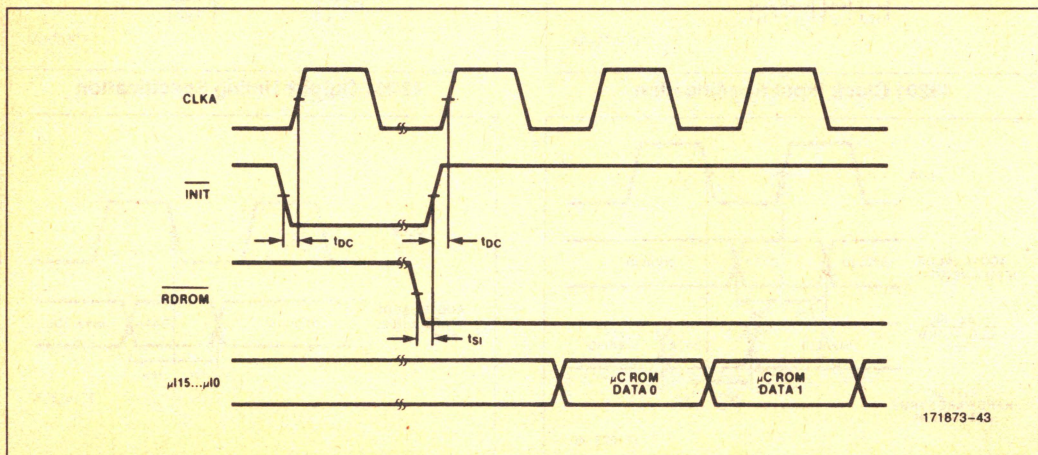 CLKA
INIT
tDC
tDC
RDROM
tSI
μI15...μI0
μC ROM
DATA 0
μC ROM
DATA 1
171873–43